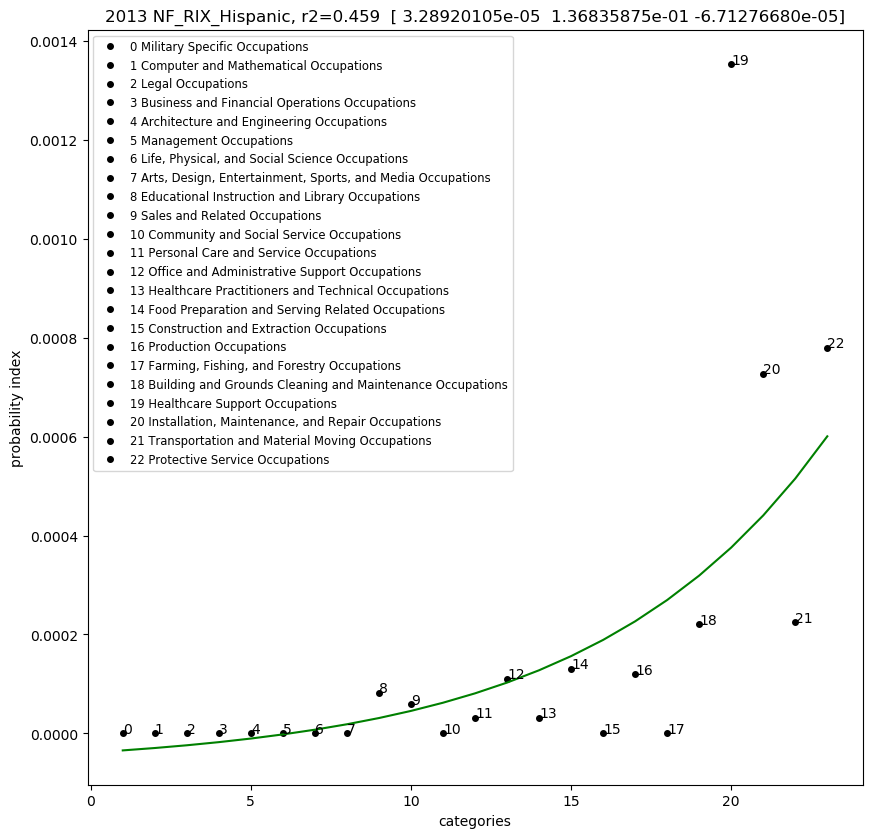 2013 NF_RIX_Hispanic, r2=0.459 [ 3.28920105e-05 1.36835875e-01 -6.71276680e-05]
0 Military Specific Occupations
1 Computer and Mathematical Occupations
2 Legal Occupations
3 Business and Financial Operations Occupations
4 Architecture and Engineering Occupations
5 Management Occupations
6 Life, Physical, and Social Science Occupations
7 Arts, Design, Entertainment, Sports, and Media Occupations
8 Educational Instruction and Library Occupations
9 Sales and Related Occupations
10 Community and Social Service Occupations
11 Personal Care and Service Occupations
12 Office and Administrative Support Occupations
13 Healthcare Practitioners and Technical Occupations
14 Food Preparation and Serving Related Occupations
15 Construction and Extraction Occupations
16 Production Occupations
17 Farming, Fishing, and Forestry Occupations
18 Building and Grounds Cleaning and Maintenance Occupations
19 Healthcare Support Occupations
20 Installation, Maintenance, and Repair Occupations
21 Transportation and Material Moving Occupations
22 Protective Service Occupations
0.0014
0.0012
0.0010
0.0008
0.0006
0.0004
0.0002
0.0000
probability index
0
1
2
3
4
5
6
7
8
9
10
11
12
13
14
15
16
17
18
19
20
21
22
0
5
10
15
20
categories